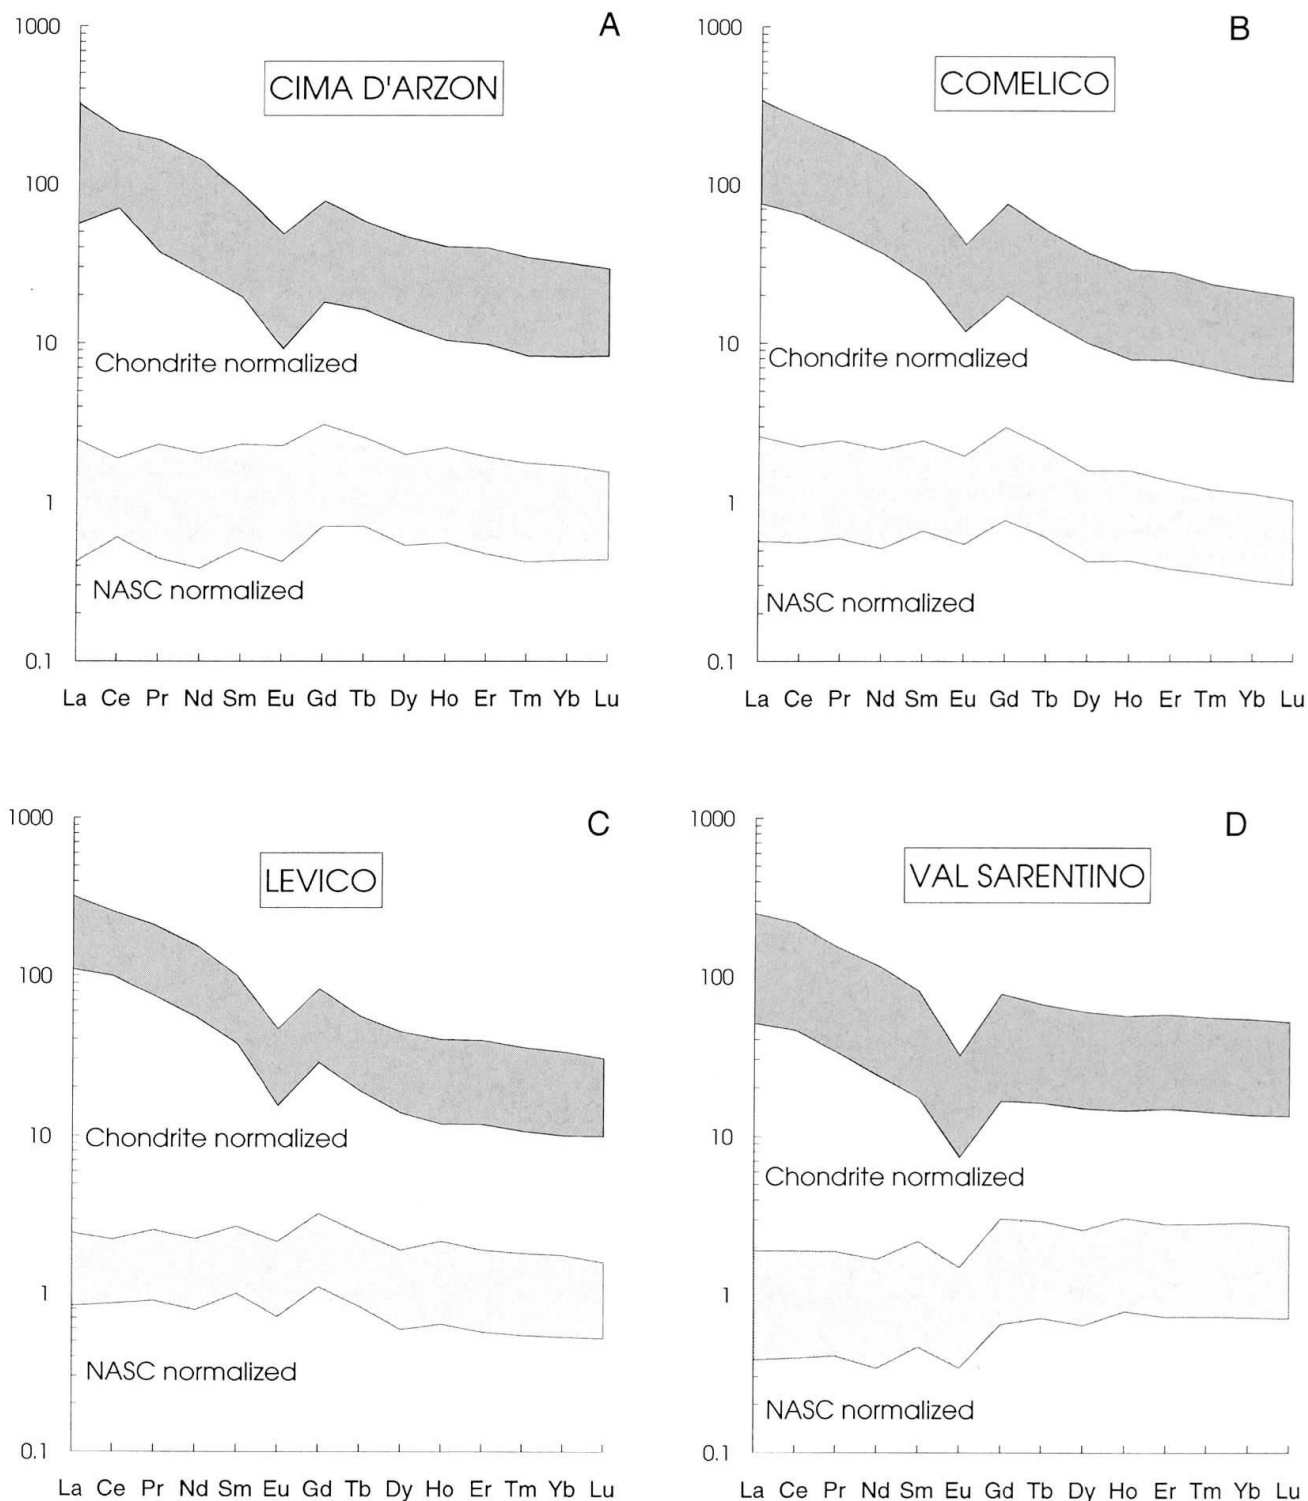 A
1000
CIMA D'ARZON
100
10
Chondrite normalized
1
NASC normalized
0.1
La Ce Pr Nd Sm Eu Gd Tb Dy Ho Er Tm Yb Lu
B
1000
COMELICO
100
10
Chondrite normalized
1
NASC normalized
0.1
La Ce Pr Nd Sm Eu Gd Tb Dy Ho Er Tm Yb Lu
C
1000
LEVICO
100
10
Chondrite normalized
1
NASC normalized
0.1
La Ce Pr Nd Sm Eu Gd Tb Dy Ho Er Tm Yb Lu
D
1000
VAL SARENTINO
100
10
Chondrite normalized
1
NASC normalized
0.1
La Ce Pr Nd Sm Eu Gd Tb Dy Ho Er Tm Yb Lu